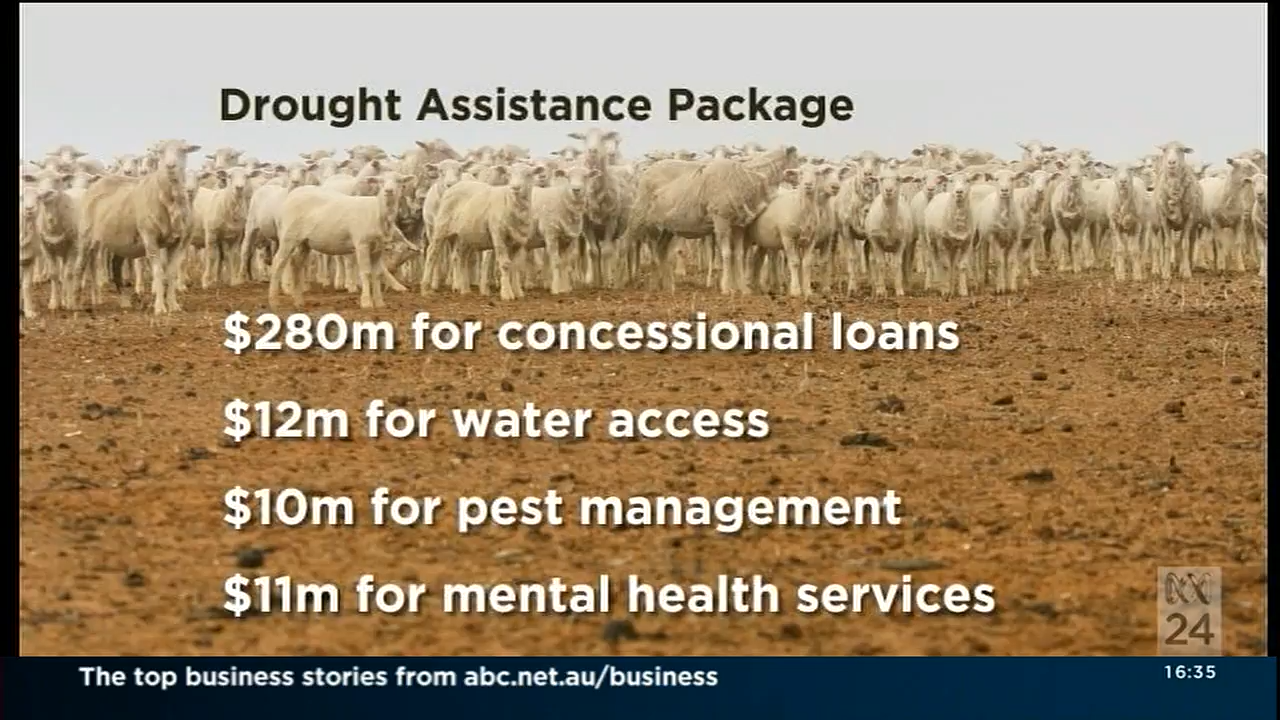 Drought Assistance Package
$280m for concessional loans
$12m for water access
$10m for pest management
$11m for mental health services
24
The top business stories from abc.net.au/business
16:35